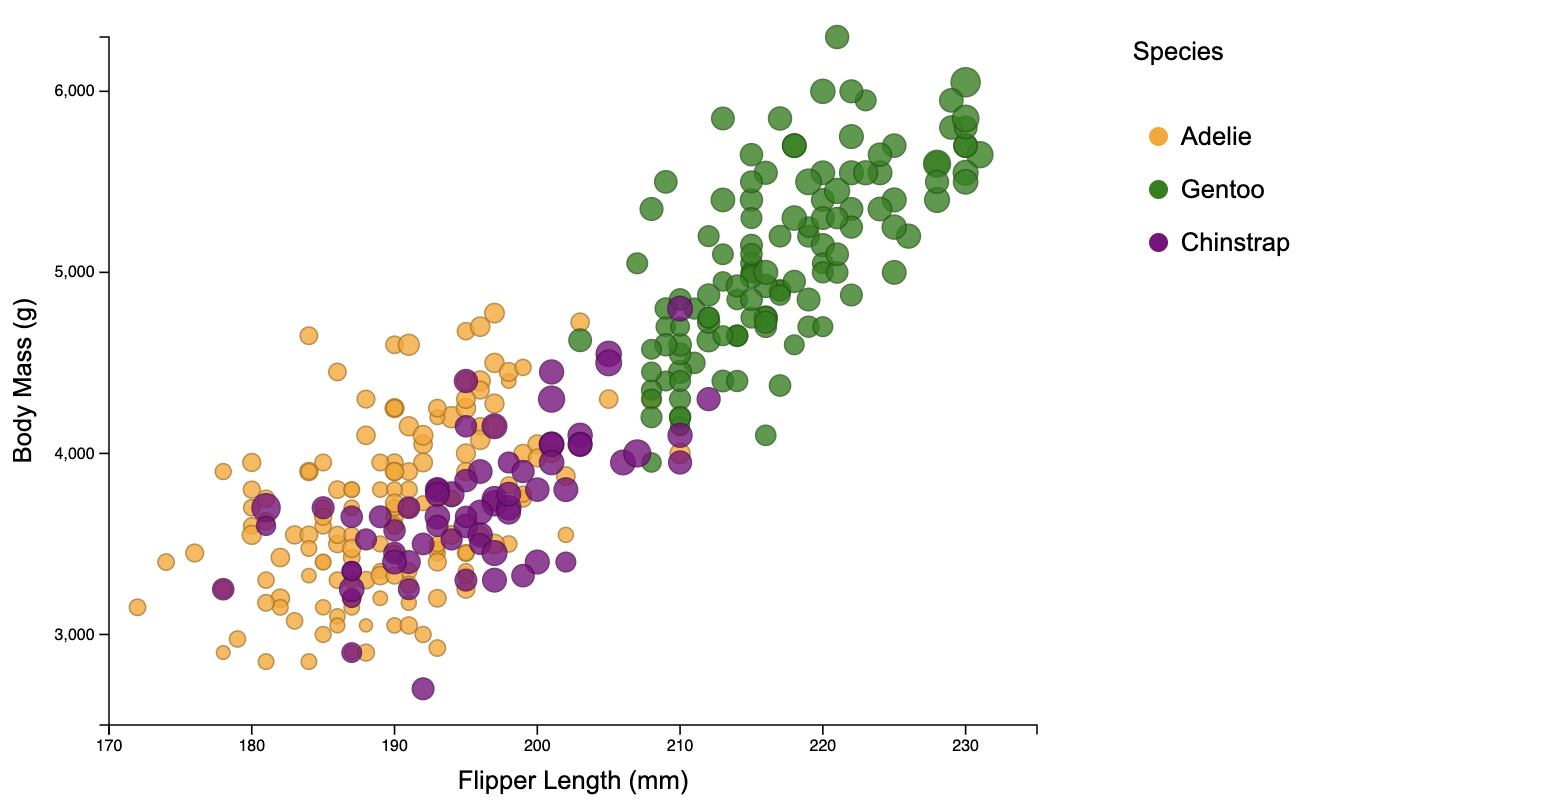 Species
Adelie
Gentoo
Chinstrap
Body Mass (g)
6,000
5,000
4,000
3,000
170 180 190 200 210 220 230
Flipper Length (mm)